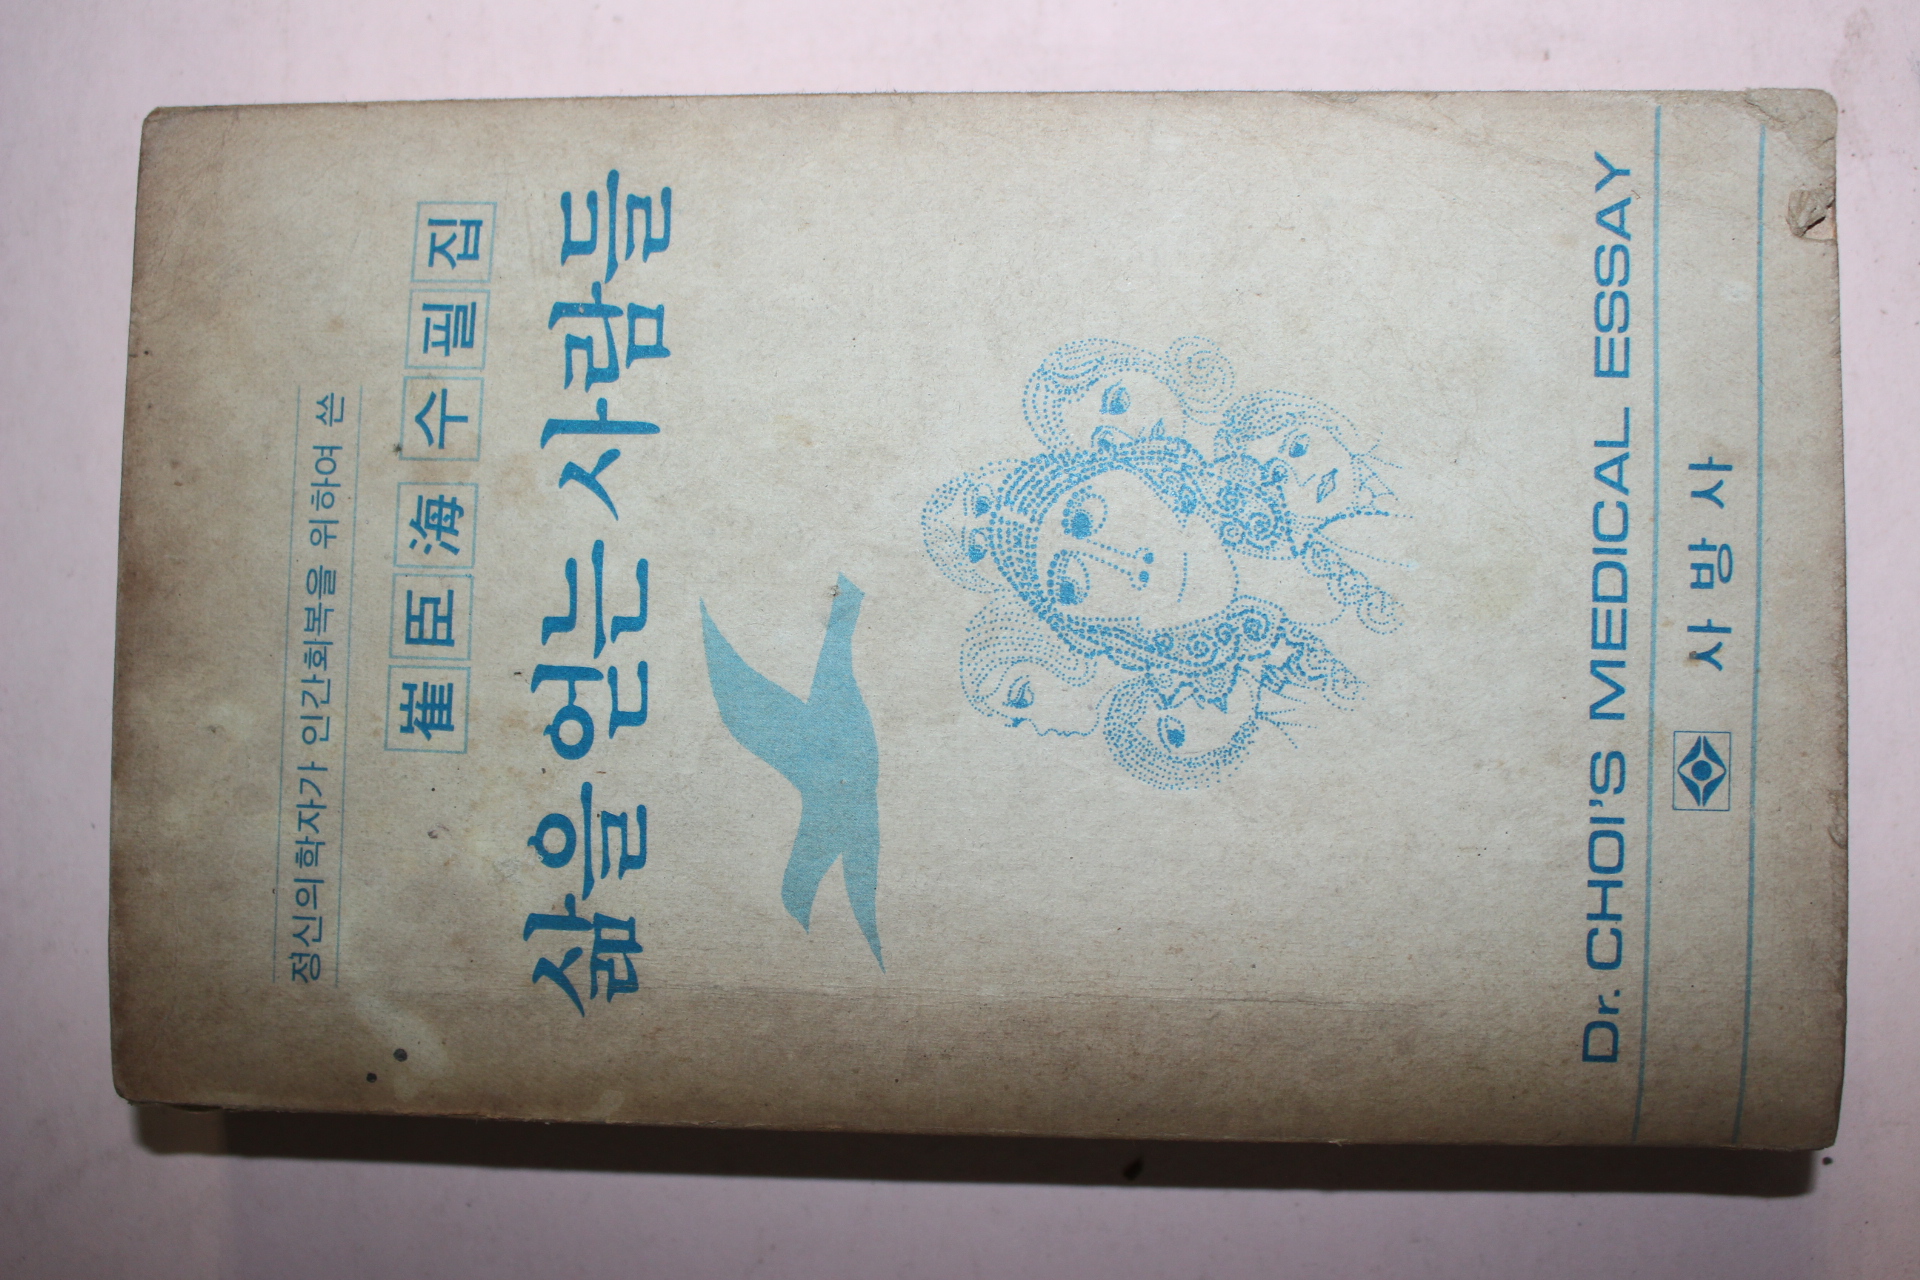 정신의학자가 인간회복을 위하여 쓴
崔臣海수필집
삶을 얻는 사람들
Dr. CHOI'S MEDICAL ESSAY
사방사